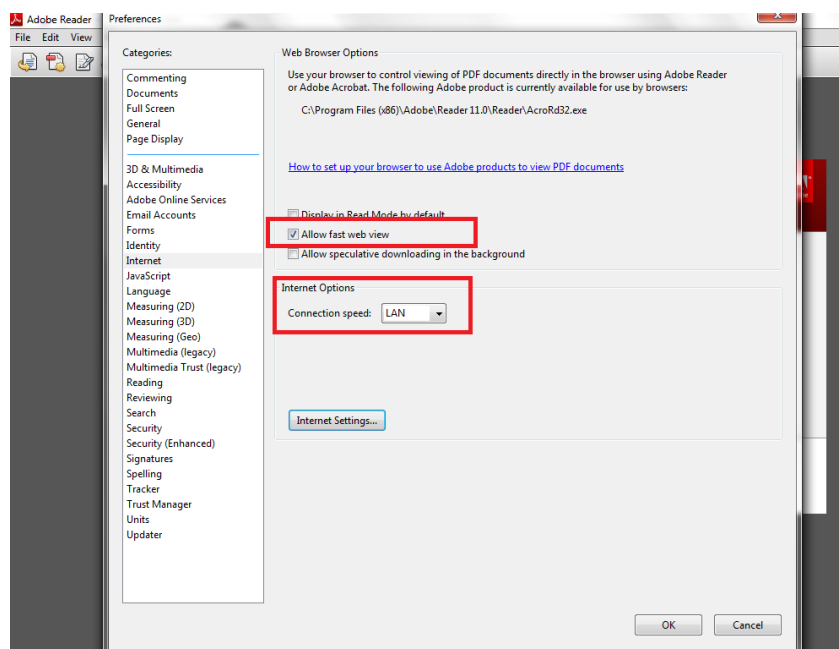 Adobe Reader
Preferences
File Edit View
Categories:
Commenting
Documents
Full Screen
General
Page Display
3D & Multimedia
Accessibility
Adobe Online Services
Email Accounts
Forms
Identity
Internet
JavaScript
Language
Measuring (2D)
Measuring (3D)
Measuring (Geo)
Multimedia (legacy)
Multimedia Trust (legacy)
Reading
Reviewing
Search
Security
Security (Enhanced)
Signatures
Spelling
Tracker
Trust Manager
Units
Updater
Web Browser Options
Use your browser to control viewing of PDF documents directly in the browser using Adobe Reader
or Adobe Acrobat. The following Adobe product is currently available for use by browsers:
C:\Program Files (x86)\Adobe\Reader 11.0\Reader\AcroRd32.exe
How to set up your browser to use Adobe products to view PDF documents
Display in Read Mode by default
Allow fast web view
Allow speculative downloading in the background
Internet Options
Connection speed: LAN
Internet Settings...
OK Cancel